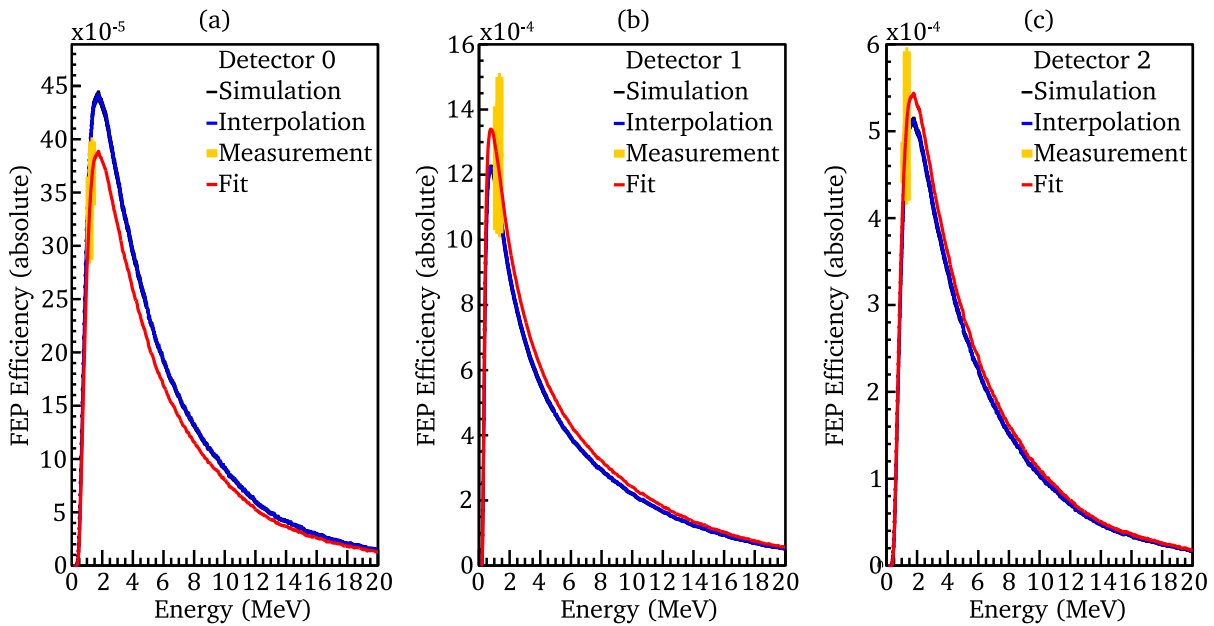 (a)
x10-5
Detector 0
Simulation
Interpolation
Measurement
Fit
45
40
35
30
25
20
15
10
5
0
0 2 4 6 8 10 12 14 16 18 20
FEP Efficiency (absolute)
Energy (MeV)
(b)
x10-4
Detector 1
Simulation
Interpolation
Measurement
Fit
16
14
12
10
8
6
4
2
0
0 2 4 6 8 10 12 14 16 18 20
FEP Efficiency (absolute)
Energy (MeV)
(c)
x10-4
Detector 2
Simulation
Interpolation
Measurement
Fit
6
5
4
3
2
1
0
0 2 4 6 8 10 12 14 16 18 20
FEP Efficiency (absolute)
Energy (MeV)